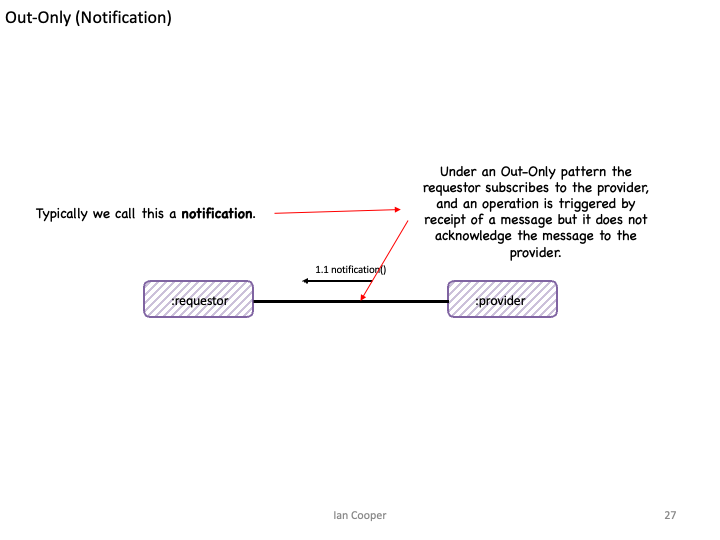 Out-Only (Notification)
Typically we call this a notification.
Under an Out-Only pattern the
requestor subscribes to the provider,
and an operation is triggered by
receipt of a message but it does not
acknowledge the message to the
provider.
1.1 notification()
:requestor
:provider
Ian Cooper
27